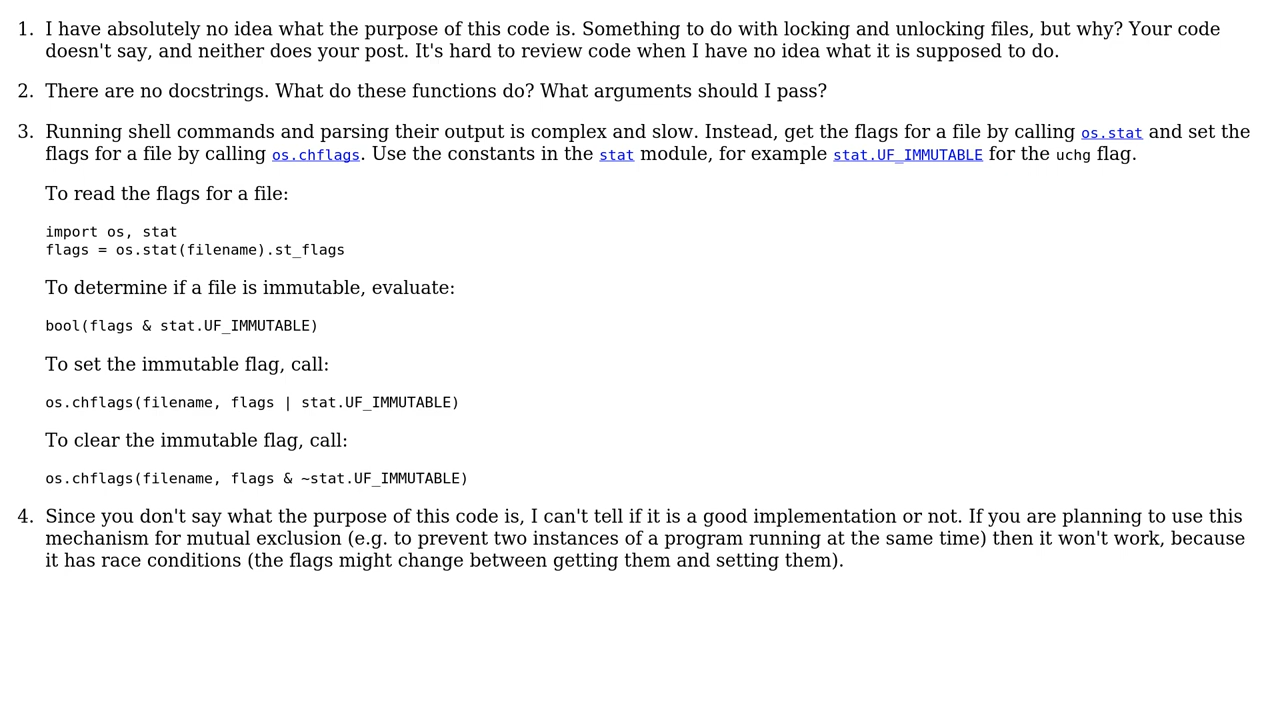 1. I have absolutely no idea what the purpose of this code is. Something to do with locking and unlocking files, but why? Your code
doesn't say, and neither does your post. It's hard to review code when I have no idea what it is supposed to do.
2. There are no docstrings. What do these functions do? What arguments should I pass?
3. Running shell commands and parsing their output is complex and slow. Instead, get the flags for a file by calling os.stat and set the
flags for a file by calling os.chflags. Use the constants in the stat module, for example stat.UF_IMMUTABLE for the uchg flag.
To read the flags for a file:
import os, stat
flags = os.stat(filename).st_flags
To determine if a file is immutable, evaluate:
bool(flags & stat.UF_IMMUTABLE)
To set the immutable flag, call:
os.chflags(filename, flags | stat.UF_IMMUTABLE)
To clear the immutable flag, call:
os.chflags(filename, flags & ~stat.UF_IMMUTABLE)
4. Since you don't say what the purpose of this code is, I can't tell if it is a good implementation or not. If you are planning to use this
mechanism for mutual exclusion (e.g. to prevent two instances of a program running at the same time) then it won't work, because
it has race conditions (the flags might change between getting them and setting them).